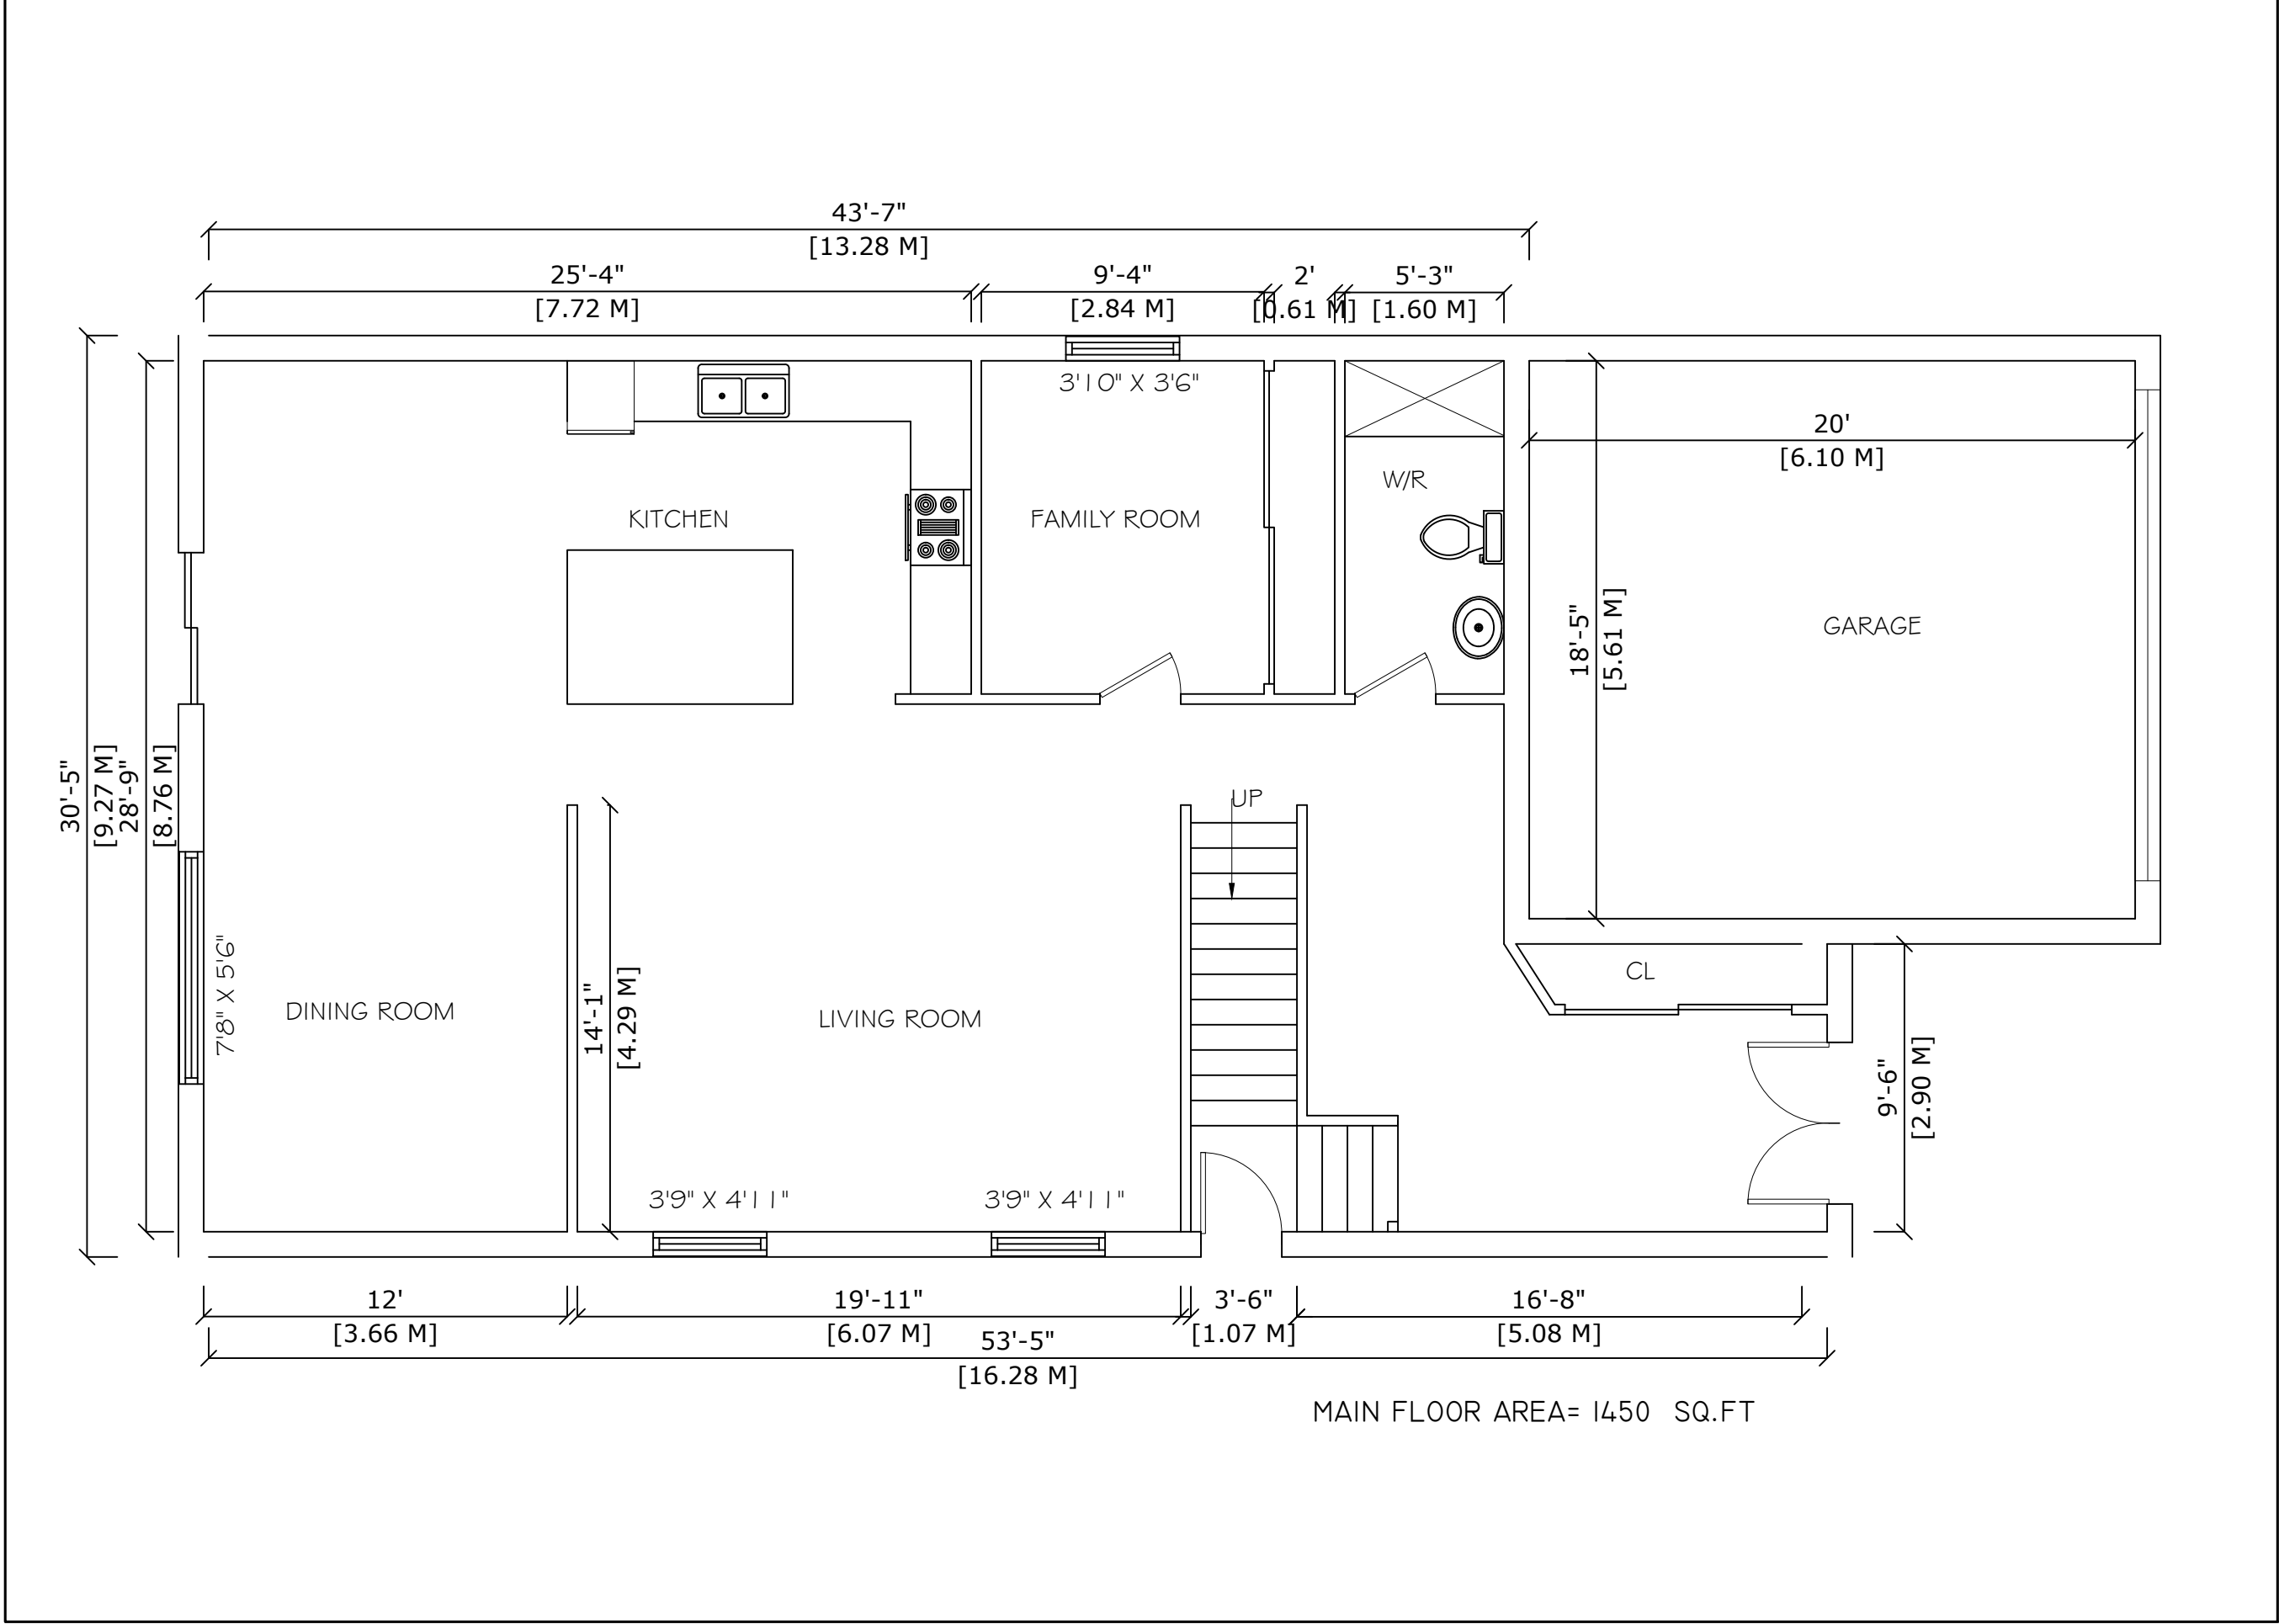 43'-7"
[13.28 M]
25'-4"
[7.72 M]
9'-4"
[2.84 M]
2'
[0.61 M]
5'-3"
[1.60 M]
3'10" X 3'6"
20'
[6.10 M]
W/R
KITCHEN
FAMILY ROOM
18'-5"
[5.61 M]
GARAGE
30'-5"
[9.27 M]
28'-9"
[8.76 M]
UP
7'8" X 5'6"
DINING ROOM
14'-1"
[4.29 M]
LIVING ROOM
CL
9'-6"
[2.90 M]
3'9" X 4'11"
3'9" X 4'11"
12'
[3.66 M]
19'-11"
[6.07 M]
3'-6"
[1.07 M]
16'-8"
[5.08 M]
53'-5"
[16.28 M]
MAIN FLOOR AREA= 1450 SQ.FT